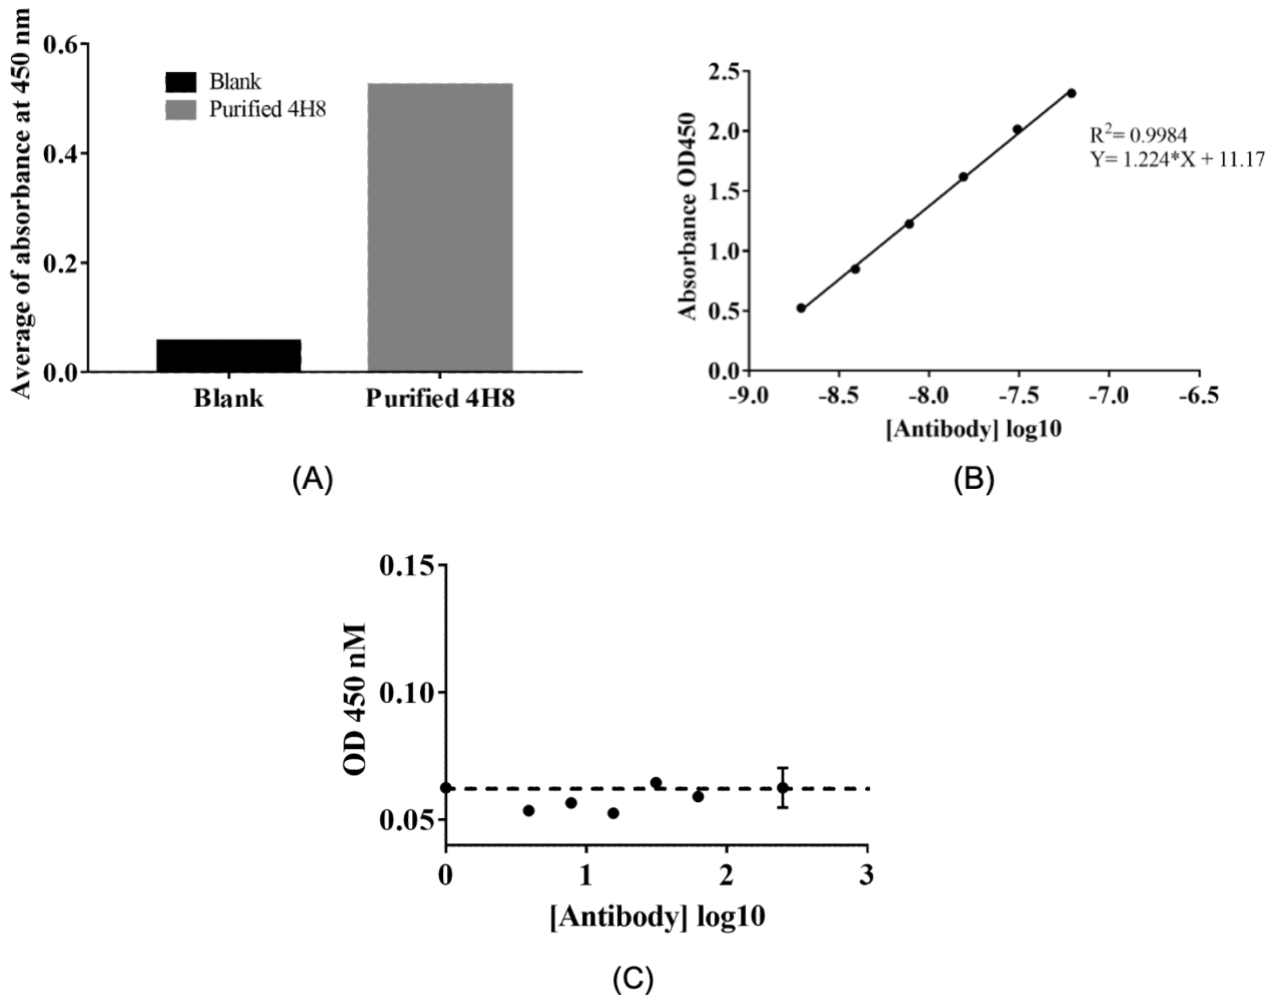 Average of absorbance at 450 nm
0.6
0.4
0.2
0.0
Blank
Purified 4H8
Blank
Purified 4H8
(A)
Absorbance OD450
2.5
2.0
1.5
1.0
0.5
0.0
R²= 0.9984
Y= 1.224*X + 11.17
-9.0 -8.5 -8.0 -7.5 -7.0 -6.5
[Antibody] log10
(B)
OD 450 nM
0.15
0.10
0.05
0 1 2 3
[Antibody] log10
(C)